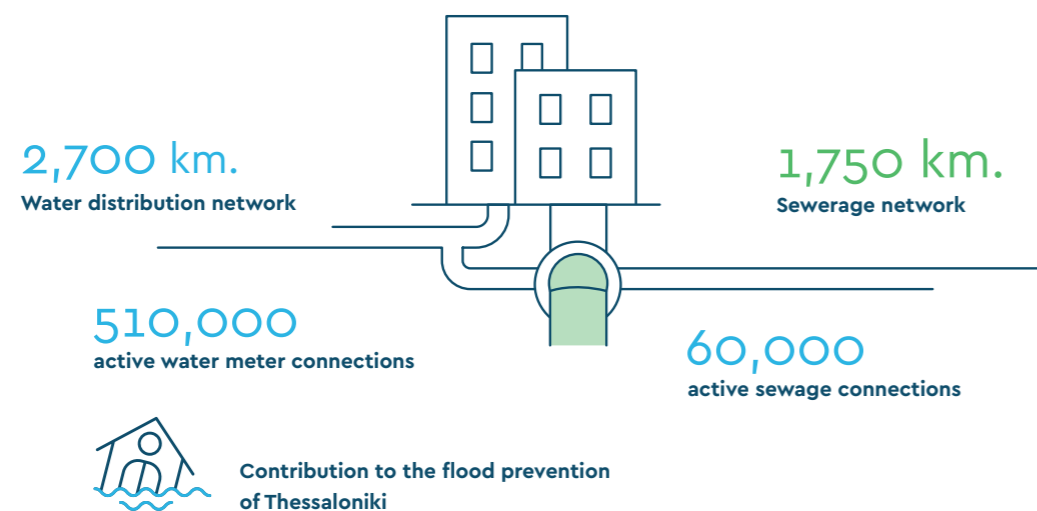 2,700 km.
Water distribution network
1,750 km.
Sewerage network
510,000
active water meter connections
60,000
active sewage connections
Contribution to the flood prevention
of Thessaloniki